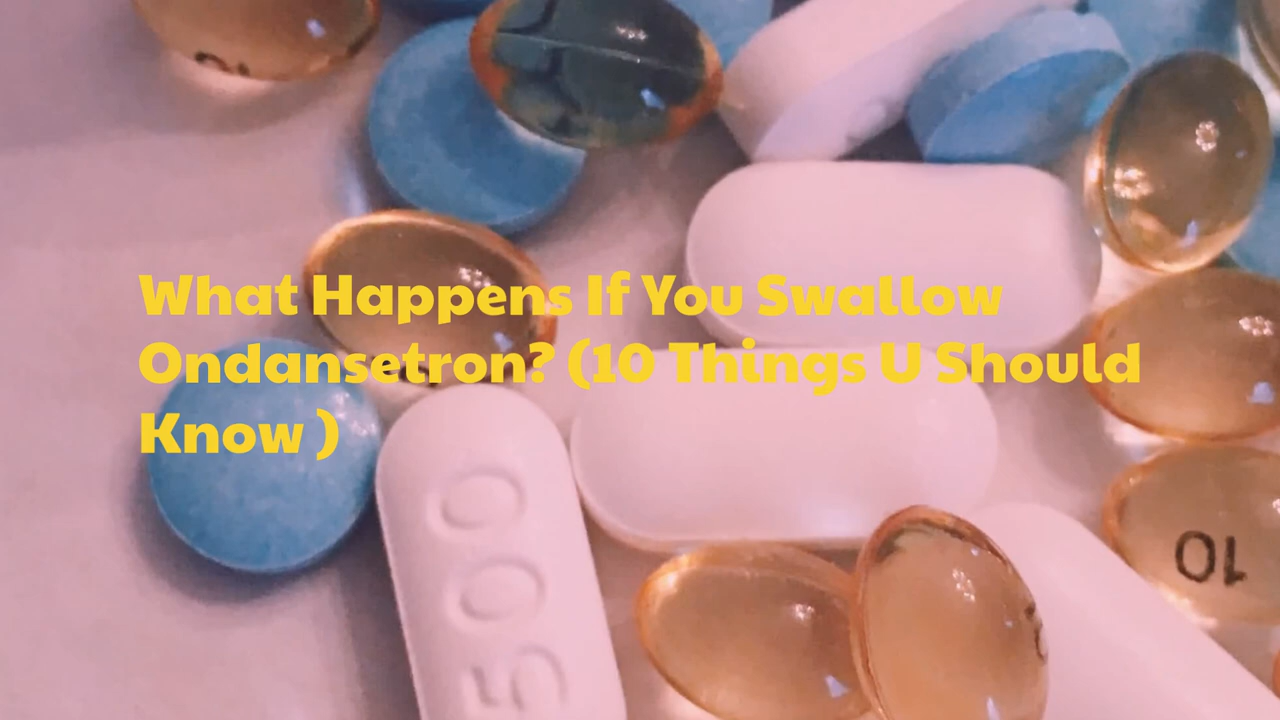 What Happens If You Swallow
Ondansetron? (10 Things U Should
Know )
500
10